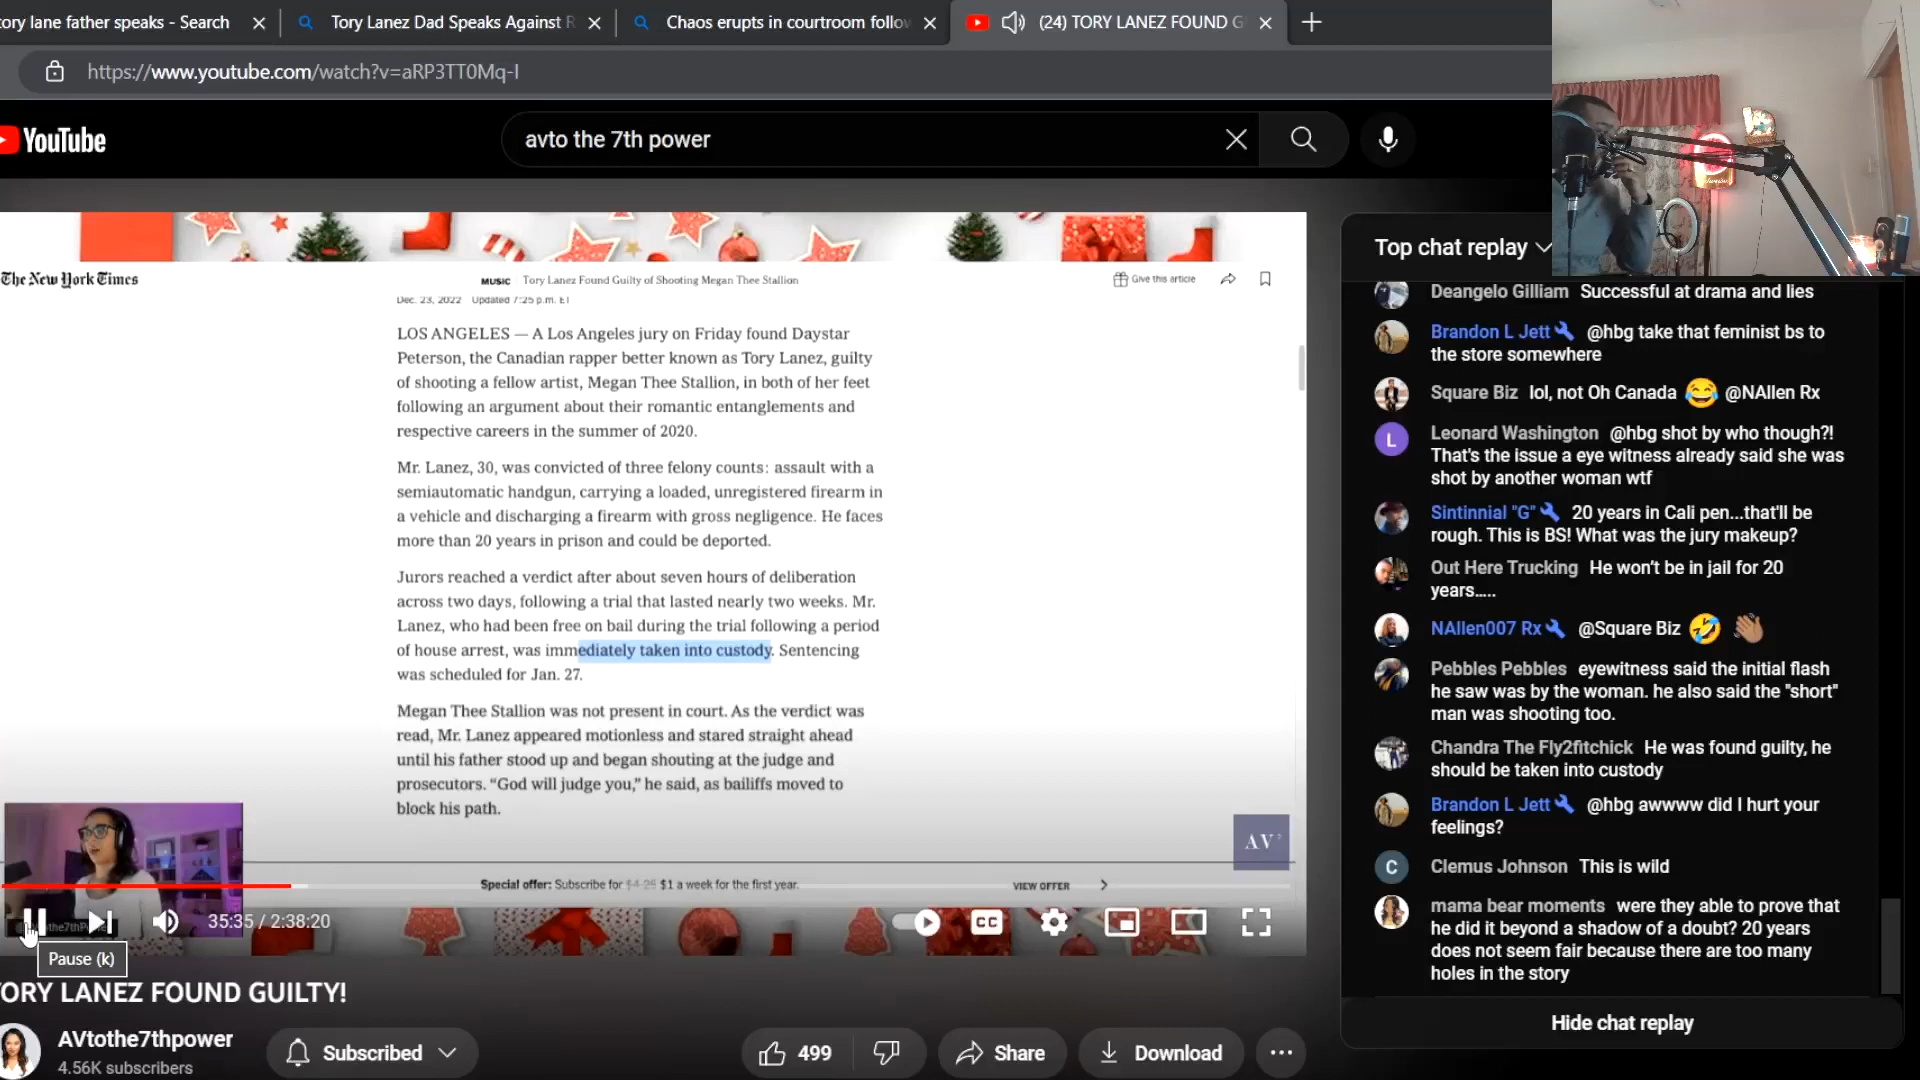 ory lane father speaks - Search
Tory Lanez Dad Speaks Against R
Chaos erupts in courtroom follow
(24) TORY LANEZ FOUND G
https://www.youtube.com/watch?v=aRP3TT0Mq-I
YouTube
avto the 7th power
The New York Times
MUSIC Tory Lanez Found Guilty of Shooting Megan Thee Stallion
Give this article
Dec. 23, 2022 Updated 7:25 p.m. ET
LOS ANGELES — A Los Angeles jury on Friday found Daystar
Peterson, the Canadian rapper better known as Tory Lanez, guilty
of shooting a fellow artist, Megan Thee Stallion, in both of her feet
following an argument about their romantic entanglements and
respective careers in the summer of 2020.
Mr. Lanez, 30, was convicted of three felony counts: assault with a
semiautomatic handgun, carrying a loaded, unregistered firearm in
a vehicle and discharging a firearm with gross negligence. He faces
more than 20 years in prison and could be deported.
Jurors reached a verdict after about seven hours of deliberation
across two days, following a trial that lasted nearly two weeks. Mr.
Lanez, who had been free on bail during the trial following a period
of house arrest, was immediately taken into custody. Sentencing
was scheduled for Jan. 27.
Megan Thee Stallion was not present in court. As the verdict was
read, Mr. Lanez appeared motionless and stared straight ahead
until his father stood up and began shouting at the judge and
prosecutors. “God will judge you,” he said, as bailiffs moved to
block his path.
AV⁷
Special offer: Subscribe for $4.25 $1 a week for the first year.
VIEW OFFER
35:35 / 2:38:20
CC
Pause (k)
ORY LANEZ FOUND GUILTY!
AVtothe7thpower
4.56K subscribers
Subscribed
499
Share
Download
Top chat replay
Deangelo Gilliam Successful at drama and lies
Brandon L Jett @hbg take that feminist bs to
the store somewhere
Square Biz lol, not Oh Canada 😂 @NAllen Rx
L
Leonard Washington @hbg shot by who though?!
That's the issue a eye witness already said she was
shot by another woman wtf
Sintinnial "G" 20 years in Cali pen...that'll be
rough. This is BS! What was the jury makeup?
Out Here Trucking He won't be in jail for 20
years.....
NAllen007 Rx @Square Biz 🤣 👋🏽
Pebbles Pebbles eyewitness said the initial flash
he saw was by the woman. he also said the "short"
man was shooting too.
Chandra The Fly2fitchick He was found guilty, he
should be taken into custody
Brandon L Jett @hbg awwww did I hurt your
feelings?
C
Clemus Johnson This is wild
mama bear moments were they able to prove that
he did it beyond a shadow of a doubt? 20 years
does not seem fair because there are too many
holes in the story
Hide chat replay